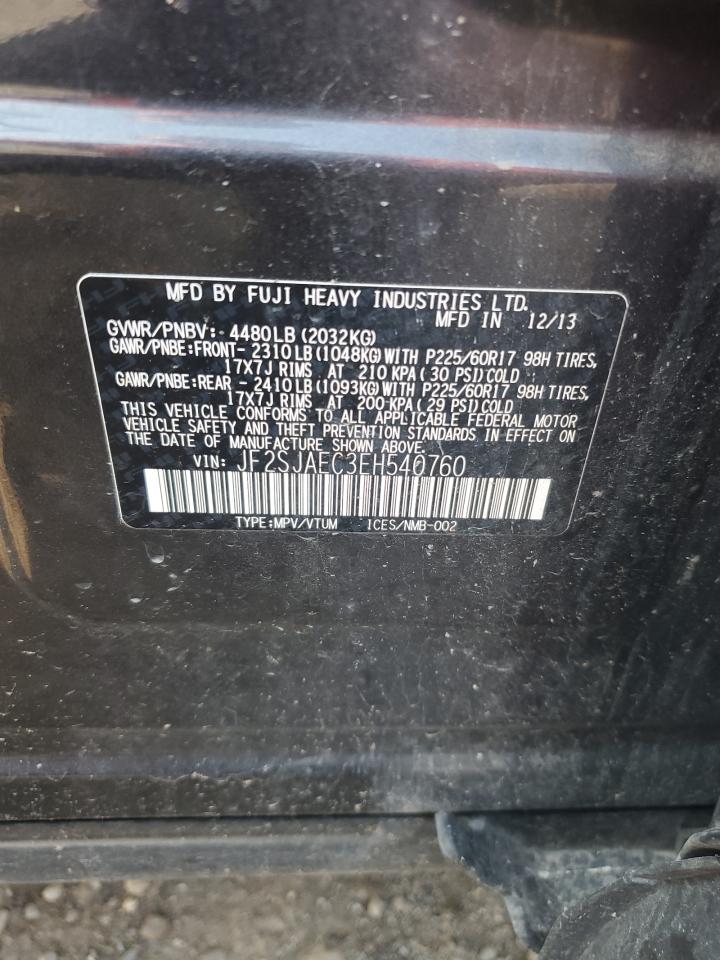 MFD BY FUJI HEAVY INDUSTRIES LTD.
MFD IN 12/13
GVWR/PNBV: 4480LB (2032KG)
GAWR/PNBE:FRONT- 2310LB(1048KG)WITH P225/60R17 98H TIRES,
17X7J RIMS AT 210 KPA(30 PSI)COLD
GAWR/PNBE:REAR - 2410LB(1093KG)WITH P225/60R17 98H TIRES,
17X7J RIMS AT 200 KPA(29 PSI)COLD
THIS VEHICLE CONFORMS TO ALL APPLICABLE FEDERAL MOTOR
VEHICLE SAFETY AND THEFT PREVENTION STANDARDS IN EFFECT ON
THE DATE OF MANUFACTURE SHOWN ABOVE.
VIN: JF2SJAEC3EH540760
TYPE:MPV/VTUM ICES/NMB-002